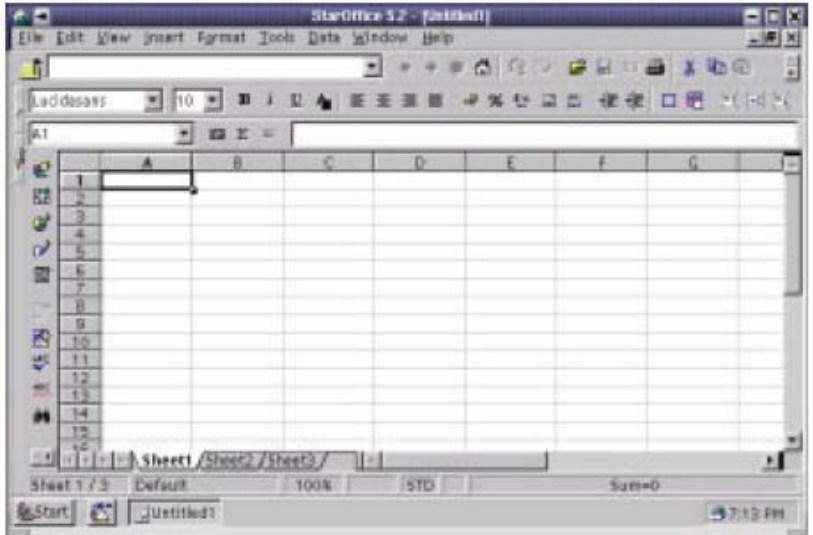 StarOffice 5.2 - [Untitled1]
File Edit View Insert Format Tools Data Window Help
Lucidasans 10 B i U
A1 Σ =
A B C D E F G
1
2
3
4
5
6
7
8
9
10
11
12
13
14
15
16
Sheet1 Sheet2 Sheet3
Sheet 1 / 3 Default 100% STD Sum=0
Start Untitled1 7:13 PM